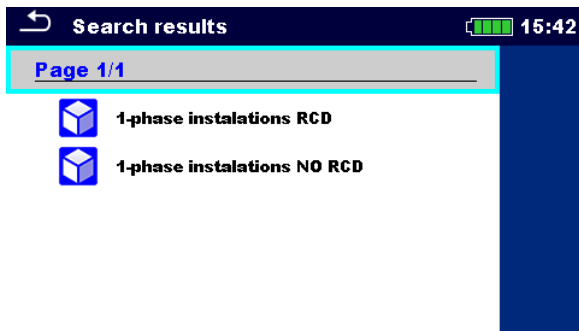 Search results
15:42
Page 1/1
1-phase instalations RCD
1-phase instalations NO RCD